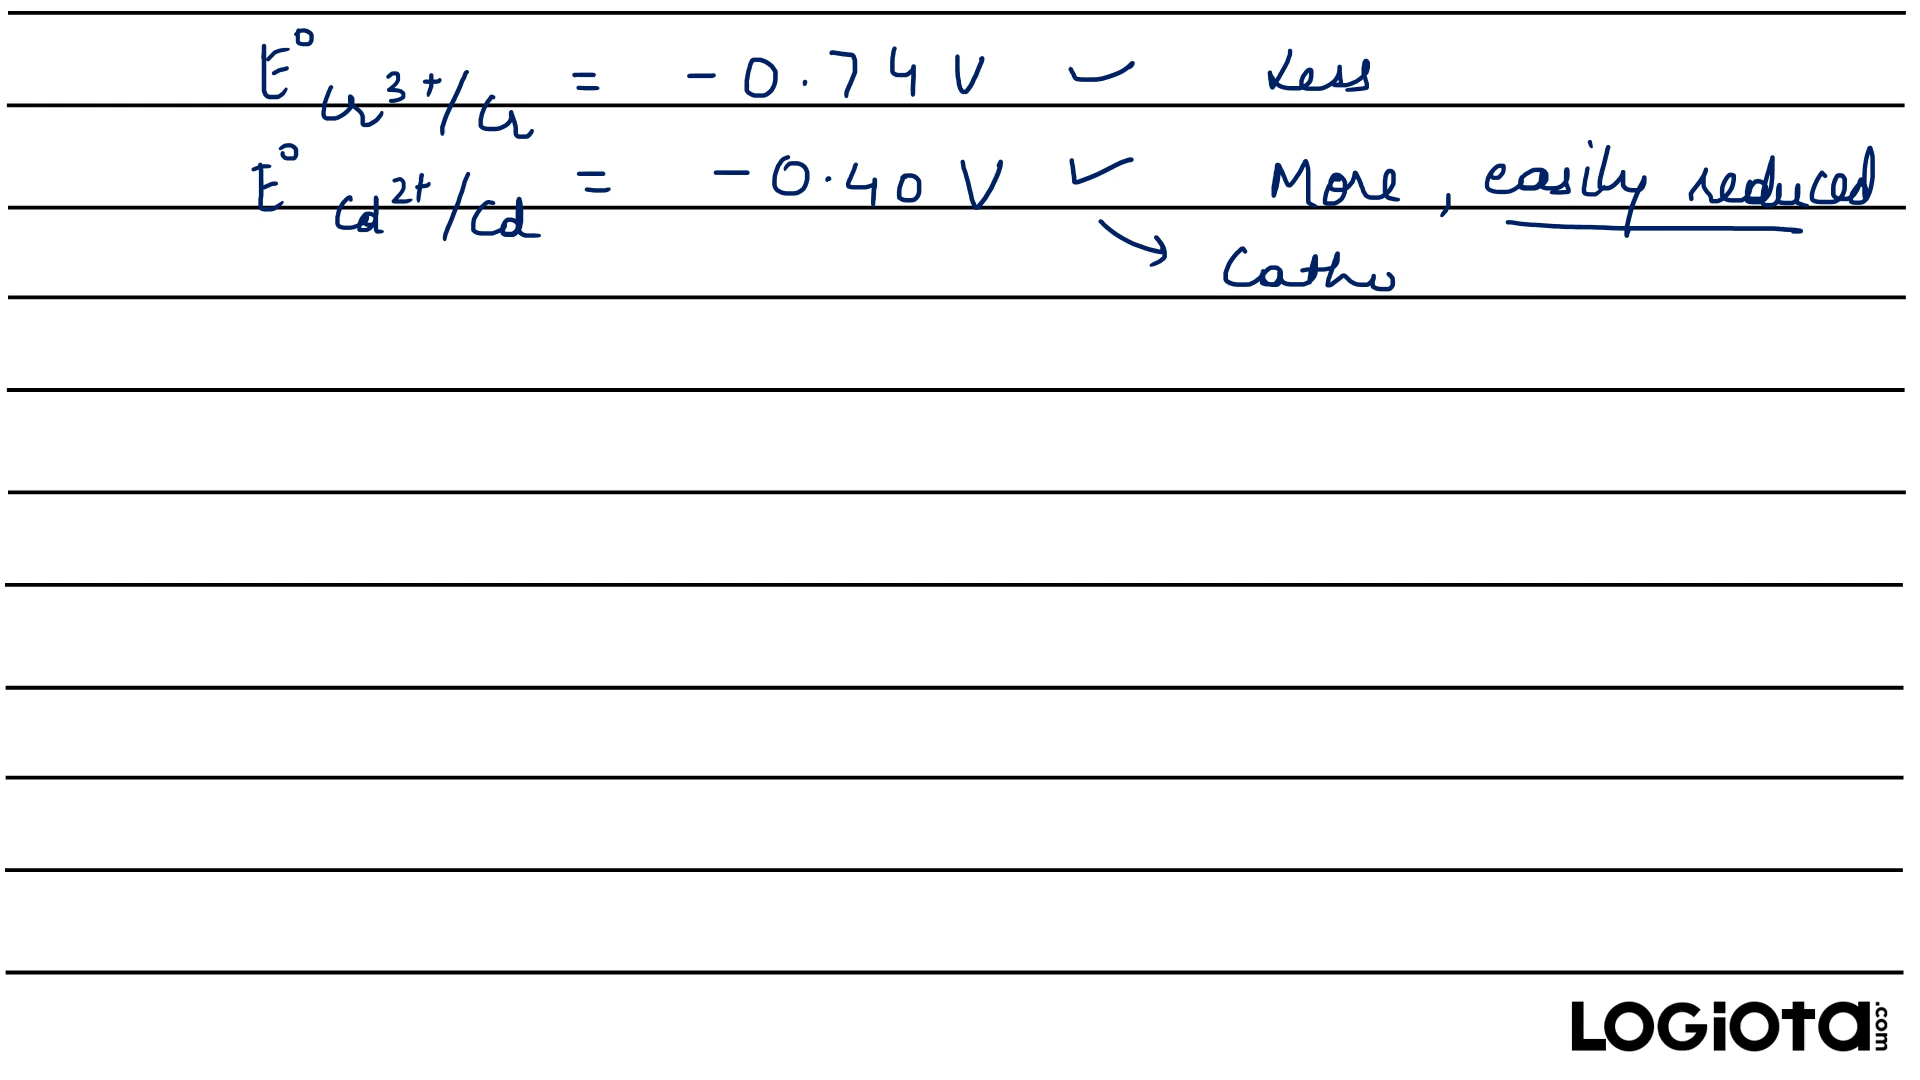 E° Cr³⁺/Cr = - 0.74 V ✓ Less
E° Cd²⁺/Cd = - 0.40 V ✓ More, easily reduced
→ Catho
LOGiOta.com